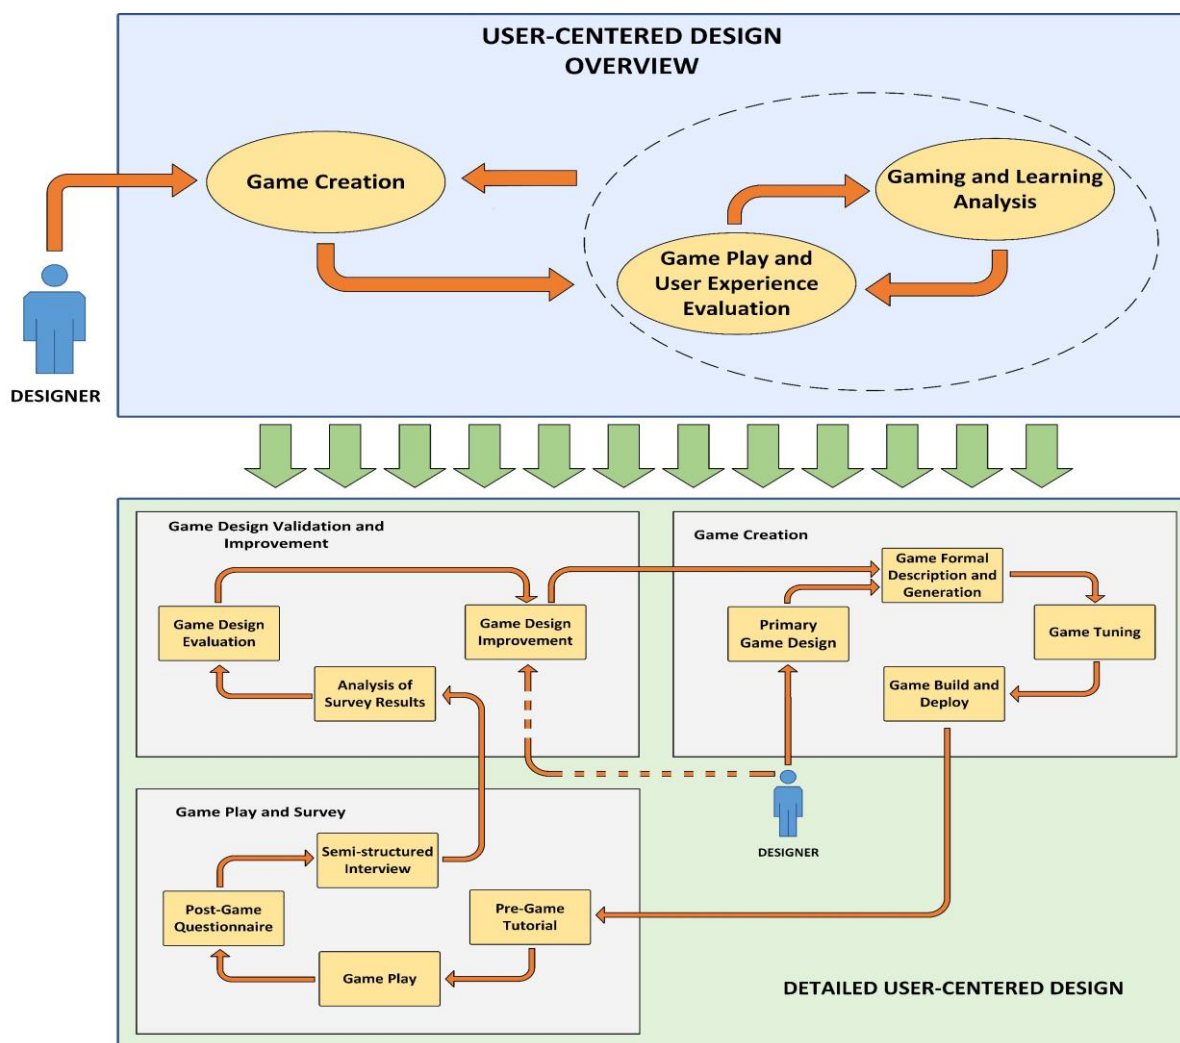 USER-CENTERED DESIGN
OVERVIEW
Game Creation
Gaming and Learning
Analysis
Game Play and
User Experience
Evaluation
DESIGNER
Game Design Validation and
Improvement
Game Design
Evaluation
Game Design
Improvement
Analysis of
Survey Results
Game Creation
Game Formal
Description and
Generation
Primary
Game Design
Game Tuning
Game Build and
Deploy
DESIGNER
Game Play and Survey
Semi-structured
Interview
Post-Game
Questionnaire
Pre-Game
Tutorial
Game Play
DETAILED USER-CENTERED DESIGN